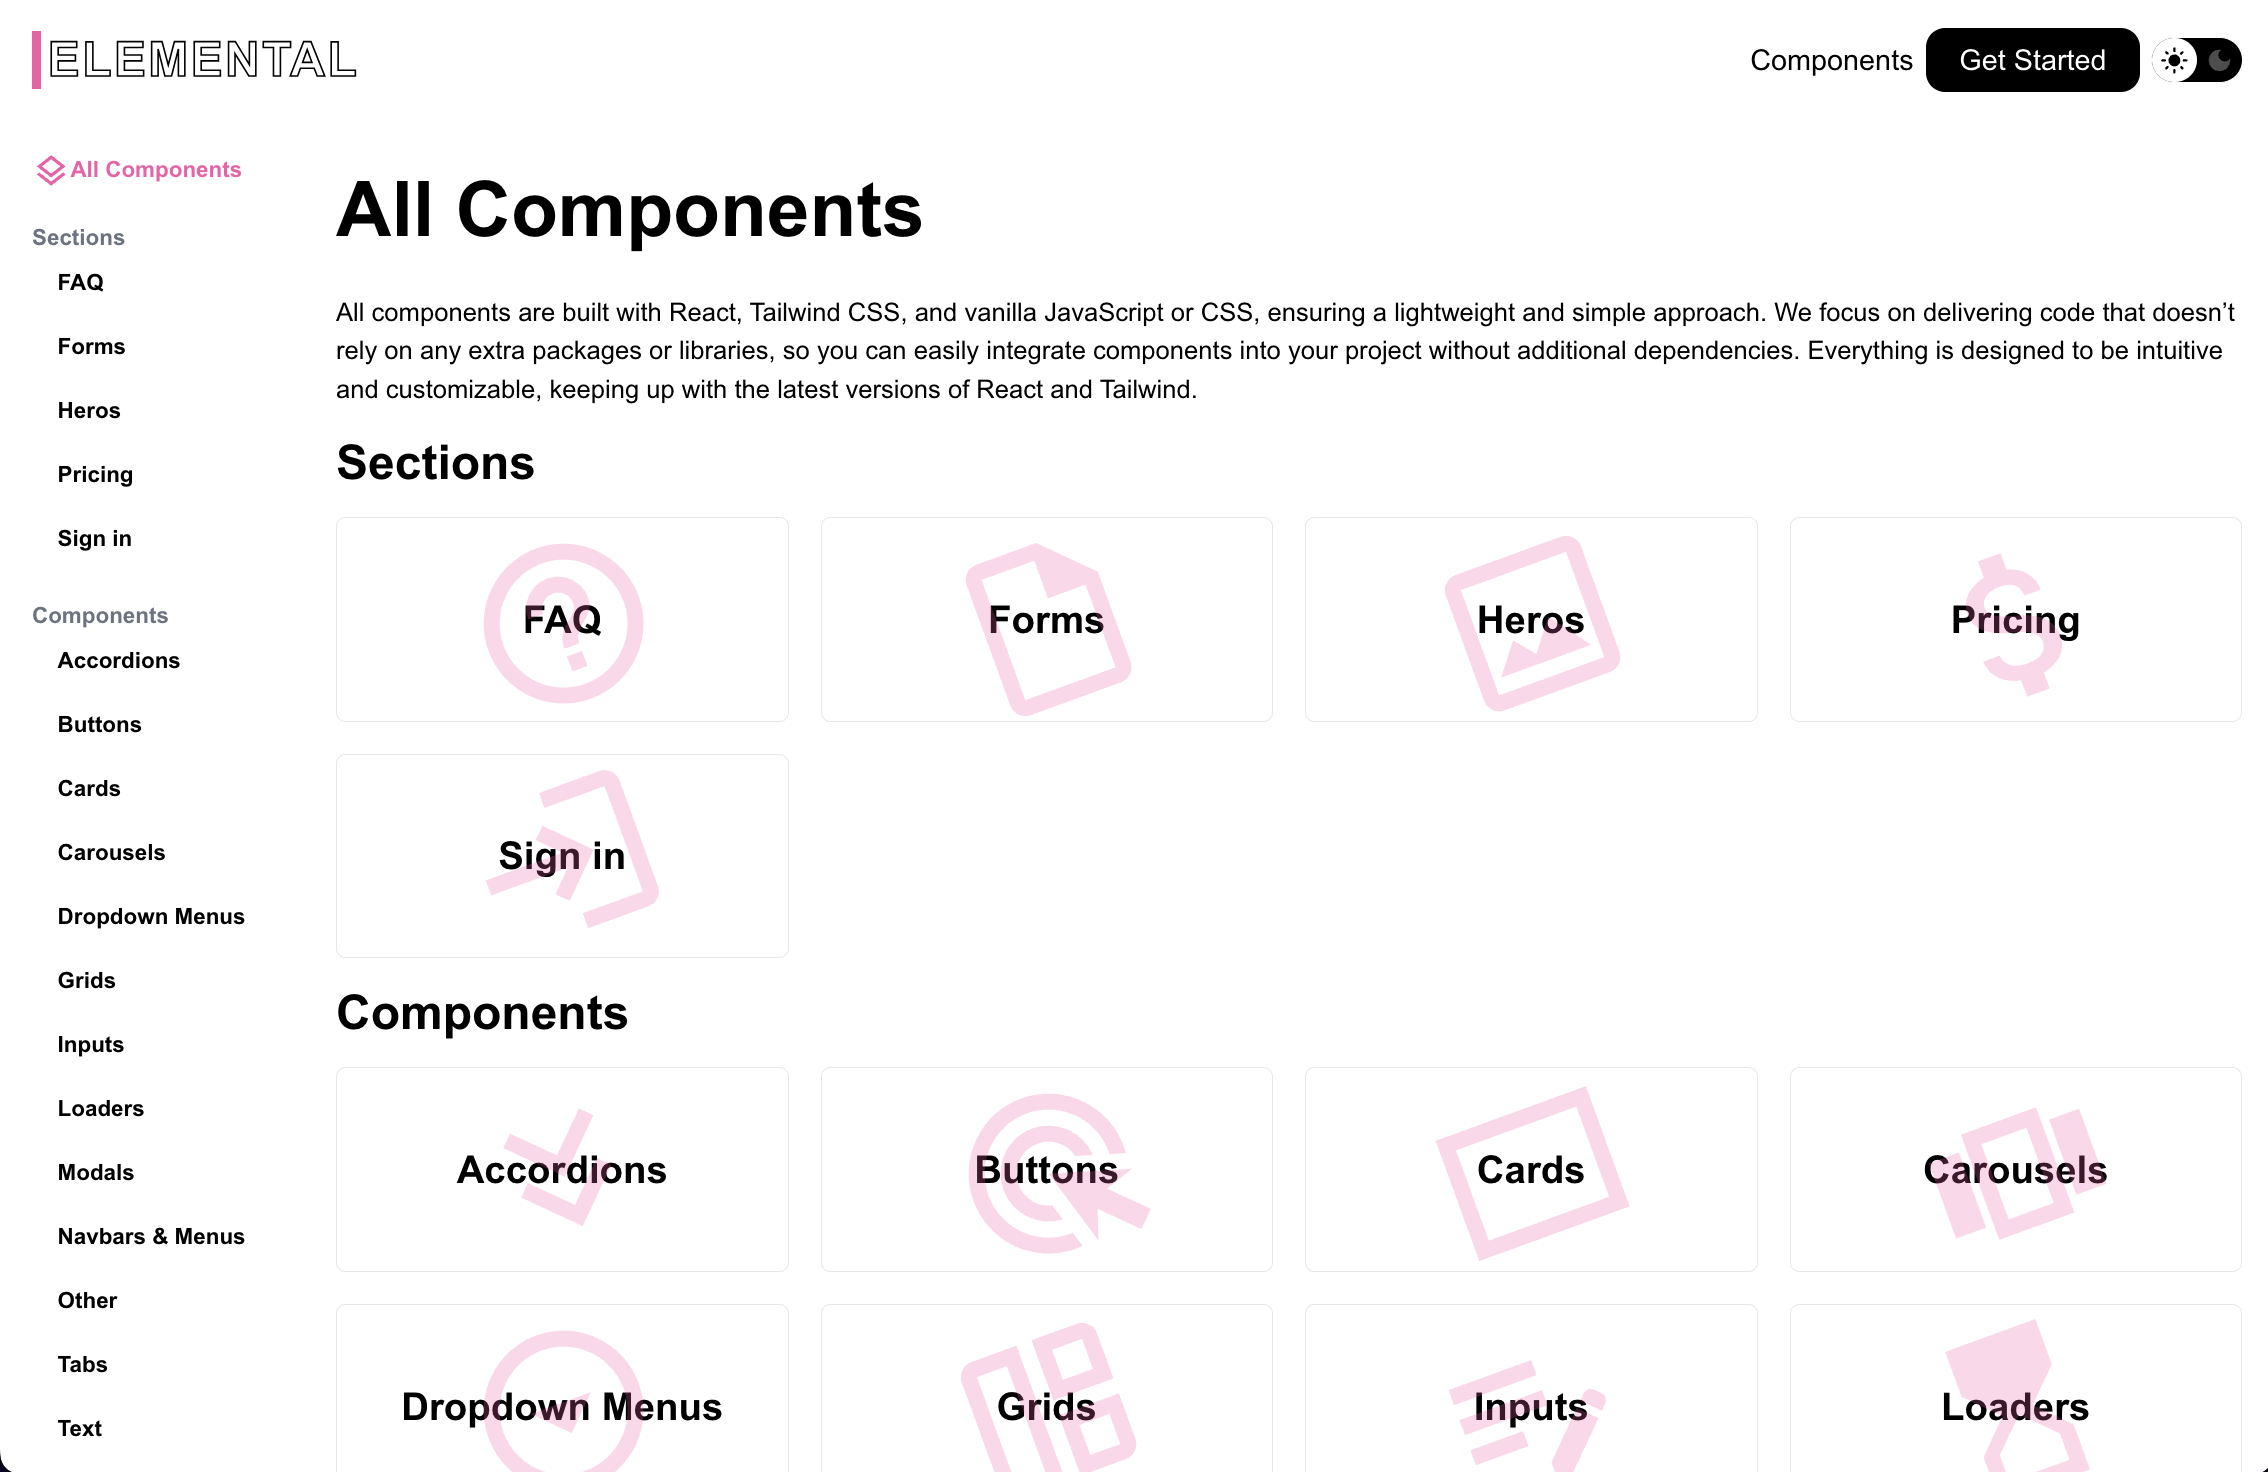 ELEMENTAL
Components
Get Started
All Components
Sections
FAQ
Forms
Heros
Pricing
Sign in
Components
Accordions
Buttons
Cards
Carousels
Dropdown Menus
Grids
Inputs
Loaders
Modals
Navbars & Menus
Other
Tabs
Text
All Components
All components are built with React, Tailwind CSS, and vanilla JavaScript or CSS, ensuring a lightweight and simple approach. We focus on delivering code that doesn’t
rely on any extra packages or libraries, so you can easily integrate components into your project without additional dependencies. Everything is designed to be intuitive
and customizable, keeping up with the latest versions of React and Tailwind.
Sections
FAQ
Forms
Heros
Pricing
Sign in
Components
Accordions
Buttons
Cards
Carousels
Dropdown Menus
Grids
Inputs
Loaders